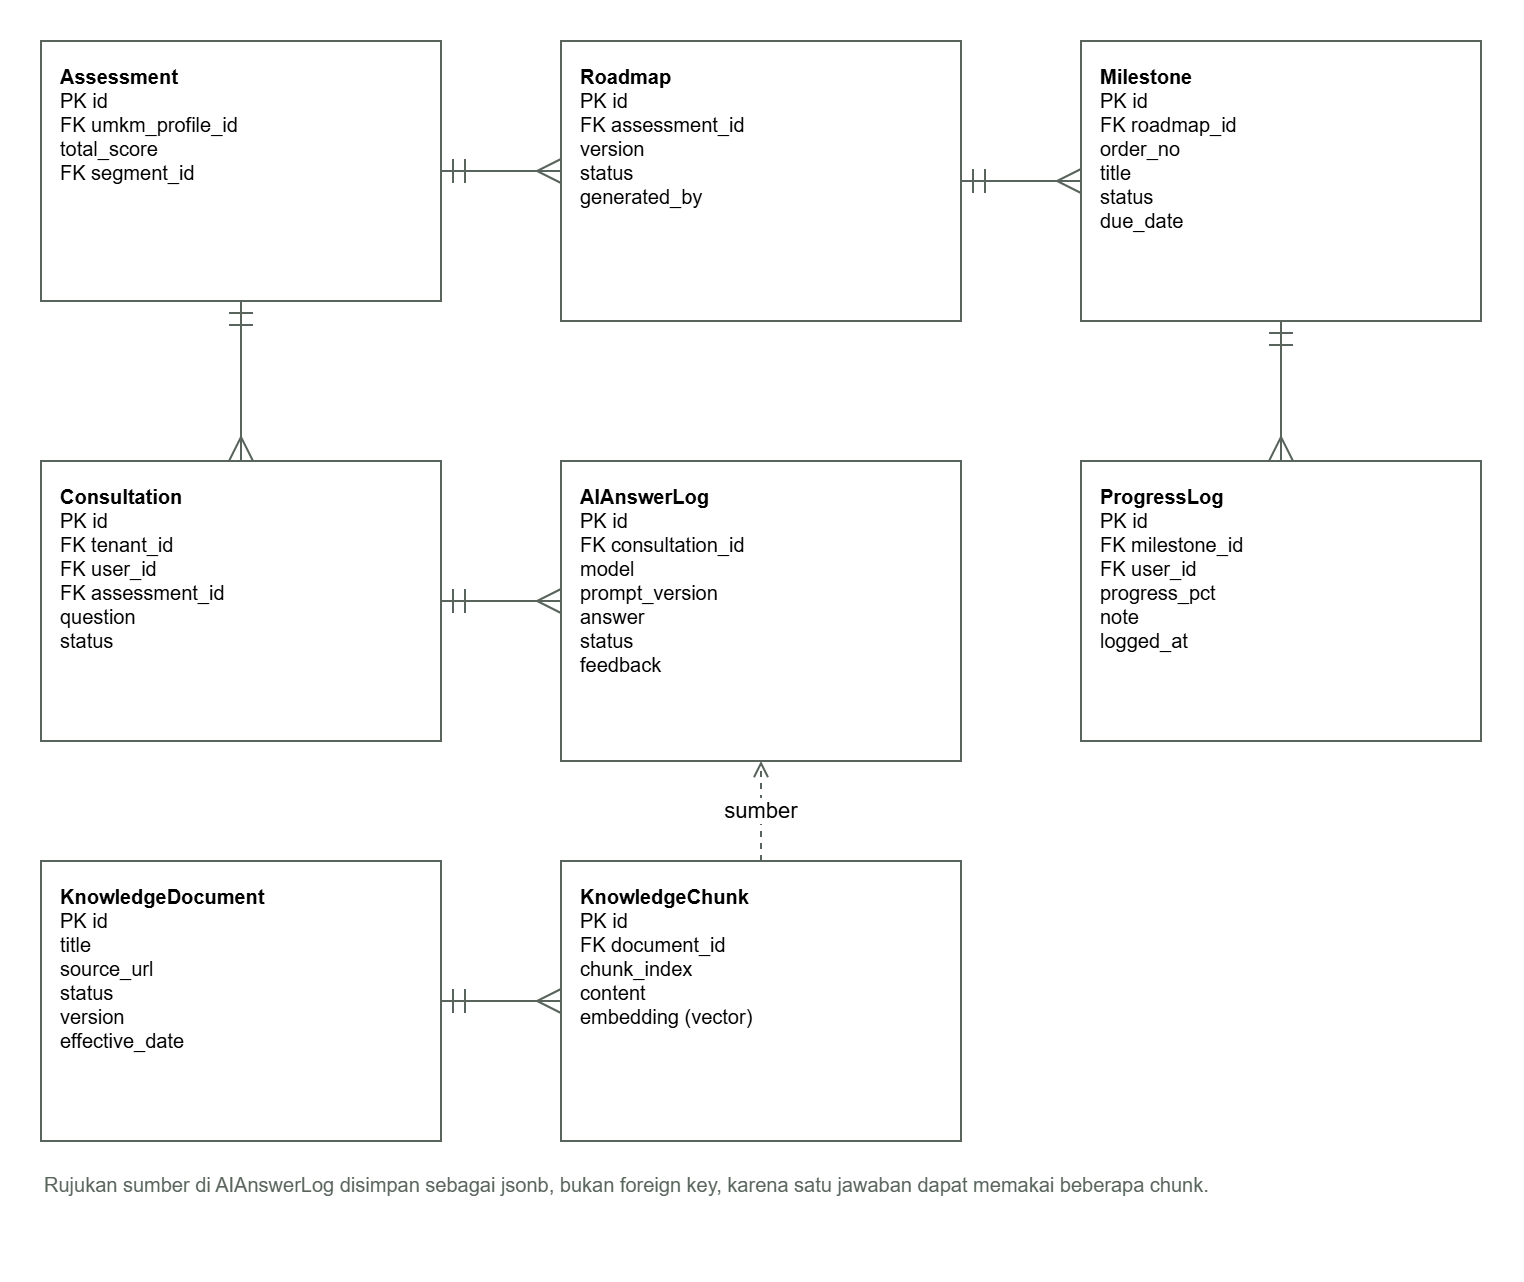 Assessment
PK id
FK umkm_profile_id
total_score
FK segment_id
Roadmap
PK id
FK assessment_id
version
status
generated_by
Milestone
PK id
FK roadmap_id
order_no
title
status
due_date
Consultation
PK id
FK tenant_id
FK user_id
FK assessment_id
question
status
AIAnswerLog
PK id
FK consultation_id
model
prompt_version
answer
status
feedback
ProgressLog
PK id
FK milestone_id
FK user_id
progress_pct
note
logged_at
sumber
KnowledgeDocument
PK id
title
source_url
status
version
effective_date
KnowledgeChunk
PK id
FK document_id
chunk_index
content
embedding (vector)
Rujukan sumber di AIAnswerLog disimpan sebagai jsonb, bukan foreign key, karena satu jawaban dapat memakai beberapa chunk.